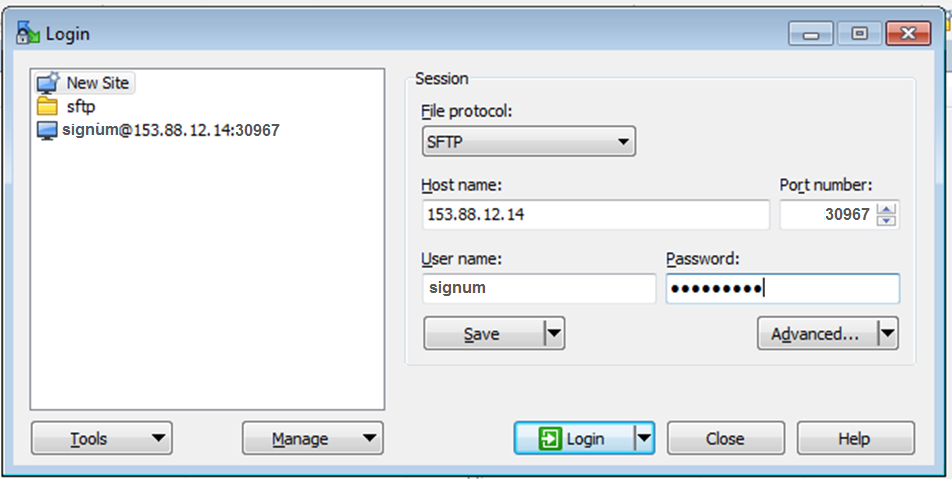 Login
New Site
sftp
signum@153.88.12.14:30967
Session
File protocol:
SFTP
Host name:
Port number:
153.88.12.14
30967
User name:
Password:
signum
●●●●●●●●●
Save
Advanced...
Tools
Manage
Login
Close
Help